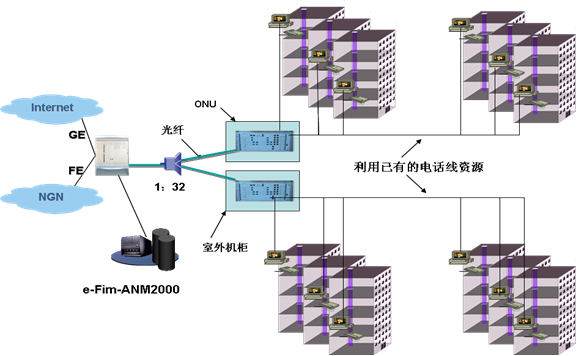 ONU
Internet
光纤
GE
利用已有的电话线资源
FE
1：32
NGN
室外机柜
e-Fim-ANM2000